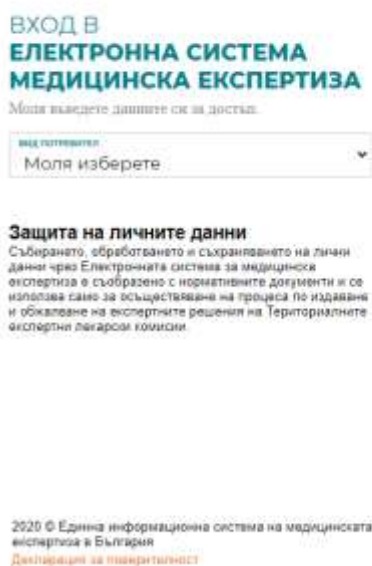 ВХОД В
ЕЛЕКТРОННА СИСТЕМА
МЕДИЦИНСКА ЕКСПЕРТИЗА
Моля въведете данните си за достъп.
ВИД ПОТРЕБИТЕЛ
Моля изберете
Защита на личните данни
Събирането, обработването и съхраняването на лични
данни чрез Електронната система за медицинска
експертиза е съобразено с нормативните документи и се
използва само за осъществяване на процеса по издаване
и обжалване на експертните решения на Териториалните
експертни лекарски комисии
2020 © Единна информационна система на медицинската
експертиза в България
Декларация за поверителност